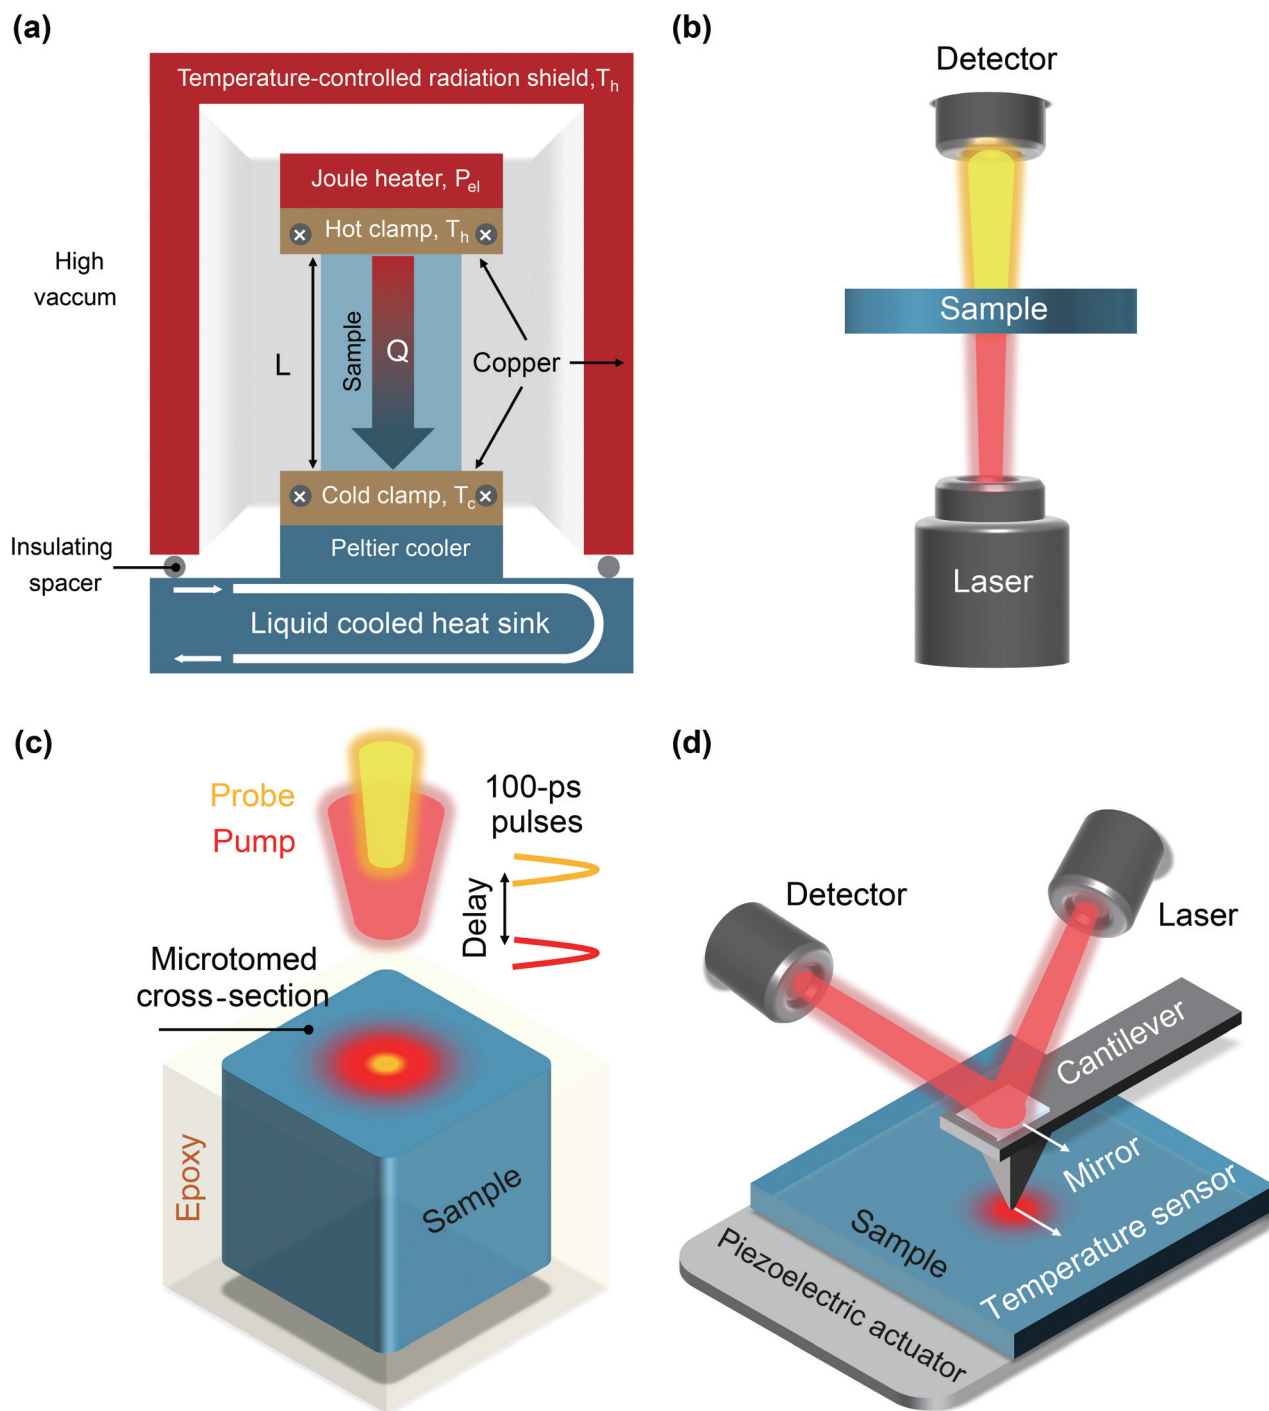 (a)
Temperature-controlled radiation shield,Th
Joule heater, Pel
Hot clamp, Th
High
vaccum
L
Sample
Q
Copper
Cold clamp, Tc
Insulating
spacer
Peltier cooler
Liquid cooled heat sink
(b)
Detector
Sample
Laser
(c)
Probe
Pump
100-ps
pulses
Delay
Microtomed
cross-section
Epoxy
Sample
(d)
Detector
Laser
Cantilever
Mirror
Temperature sensor
Sample
Piezoelectric actuator